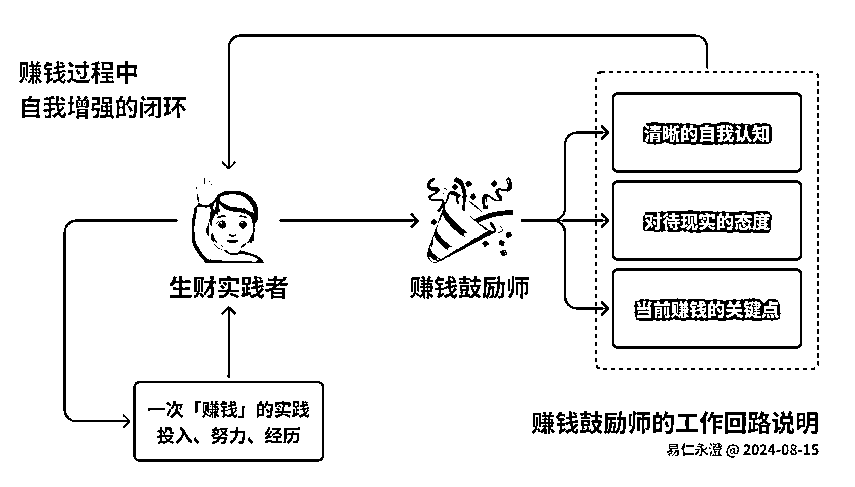 赚钱过程中
自我增强的闭环
清晰的自我认知
对待现实的态度
当前赚钱的关键点
生财实践者
赚钱鼓励师
一次「赚钱」的实践
投入、努力、经历
赚钱鼓励师的工作回路说明
易仁永澄 @ 2024-08-15